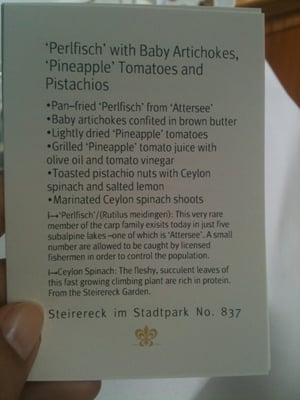 'Perlfisch' with Baby Artichokes,
'Pineapple' Tomatoes and
Pistachios
•Pan–fried 'Perlfisch' from 'Attersee'
•Baby artichokes confited in brown butter
•Lightly dried 'Pineapple' tomatoes
•Grilled 'Pineapple' tomato juice with
olive oil and tomato vinegar
•Toasted pistachio nuts with Ceylon
spinach and salted lemon
•Marinated Ceylon spinach shoots
↦'Perlfisch'/(Rutilus meidingeri): This very rare
member of the carp family exisits today in just five
subalpine lakes –one of which is 'Attersee'. A small
number are allowed to be caught by licensed
fishermen in order to control the population.
↦Ceylon Spinach: The fleshy, succulent leaves of
this fast growing climbing plant are rich in protein.
From the Steirereck Garden.
Steirereck im Stadtpark No. 837